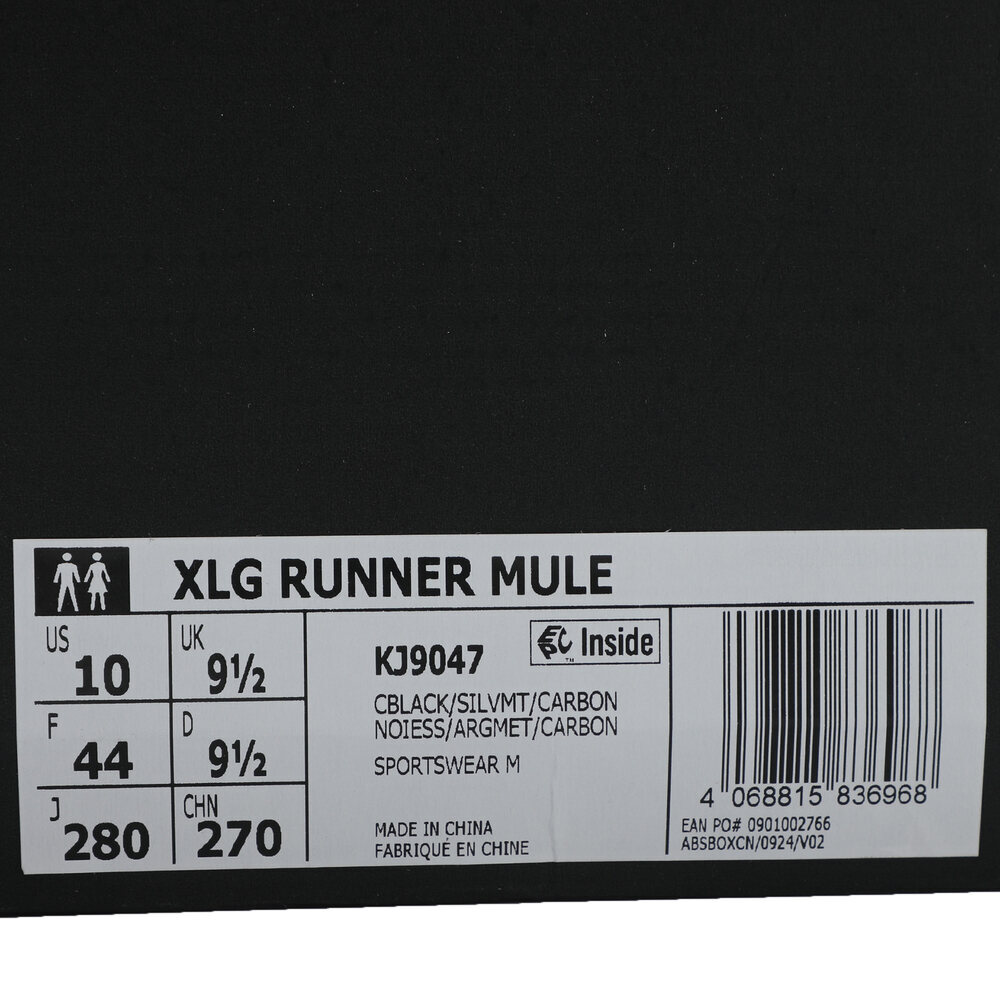 XLG RUNNER MULE
US
10
UK
9½
F
44
D
9½
J
280
CHN
270
KJ9047
EPC Inside
™
CBLACK/SILVMT/CARBON
NOIESS/ARGMET/CARBON
SPORTSWEAR M
MADE IN CHINA
FABRIQUÉ EN CHINE
4 068815 836968
EAN PO# 0901002766
ABSBOXCN/0924/V02